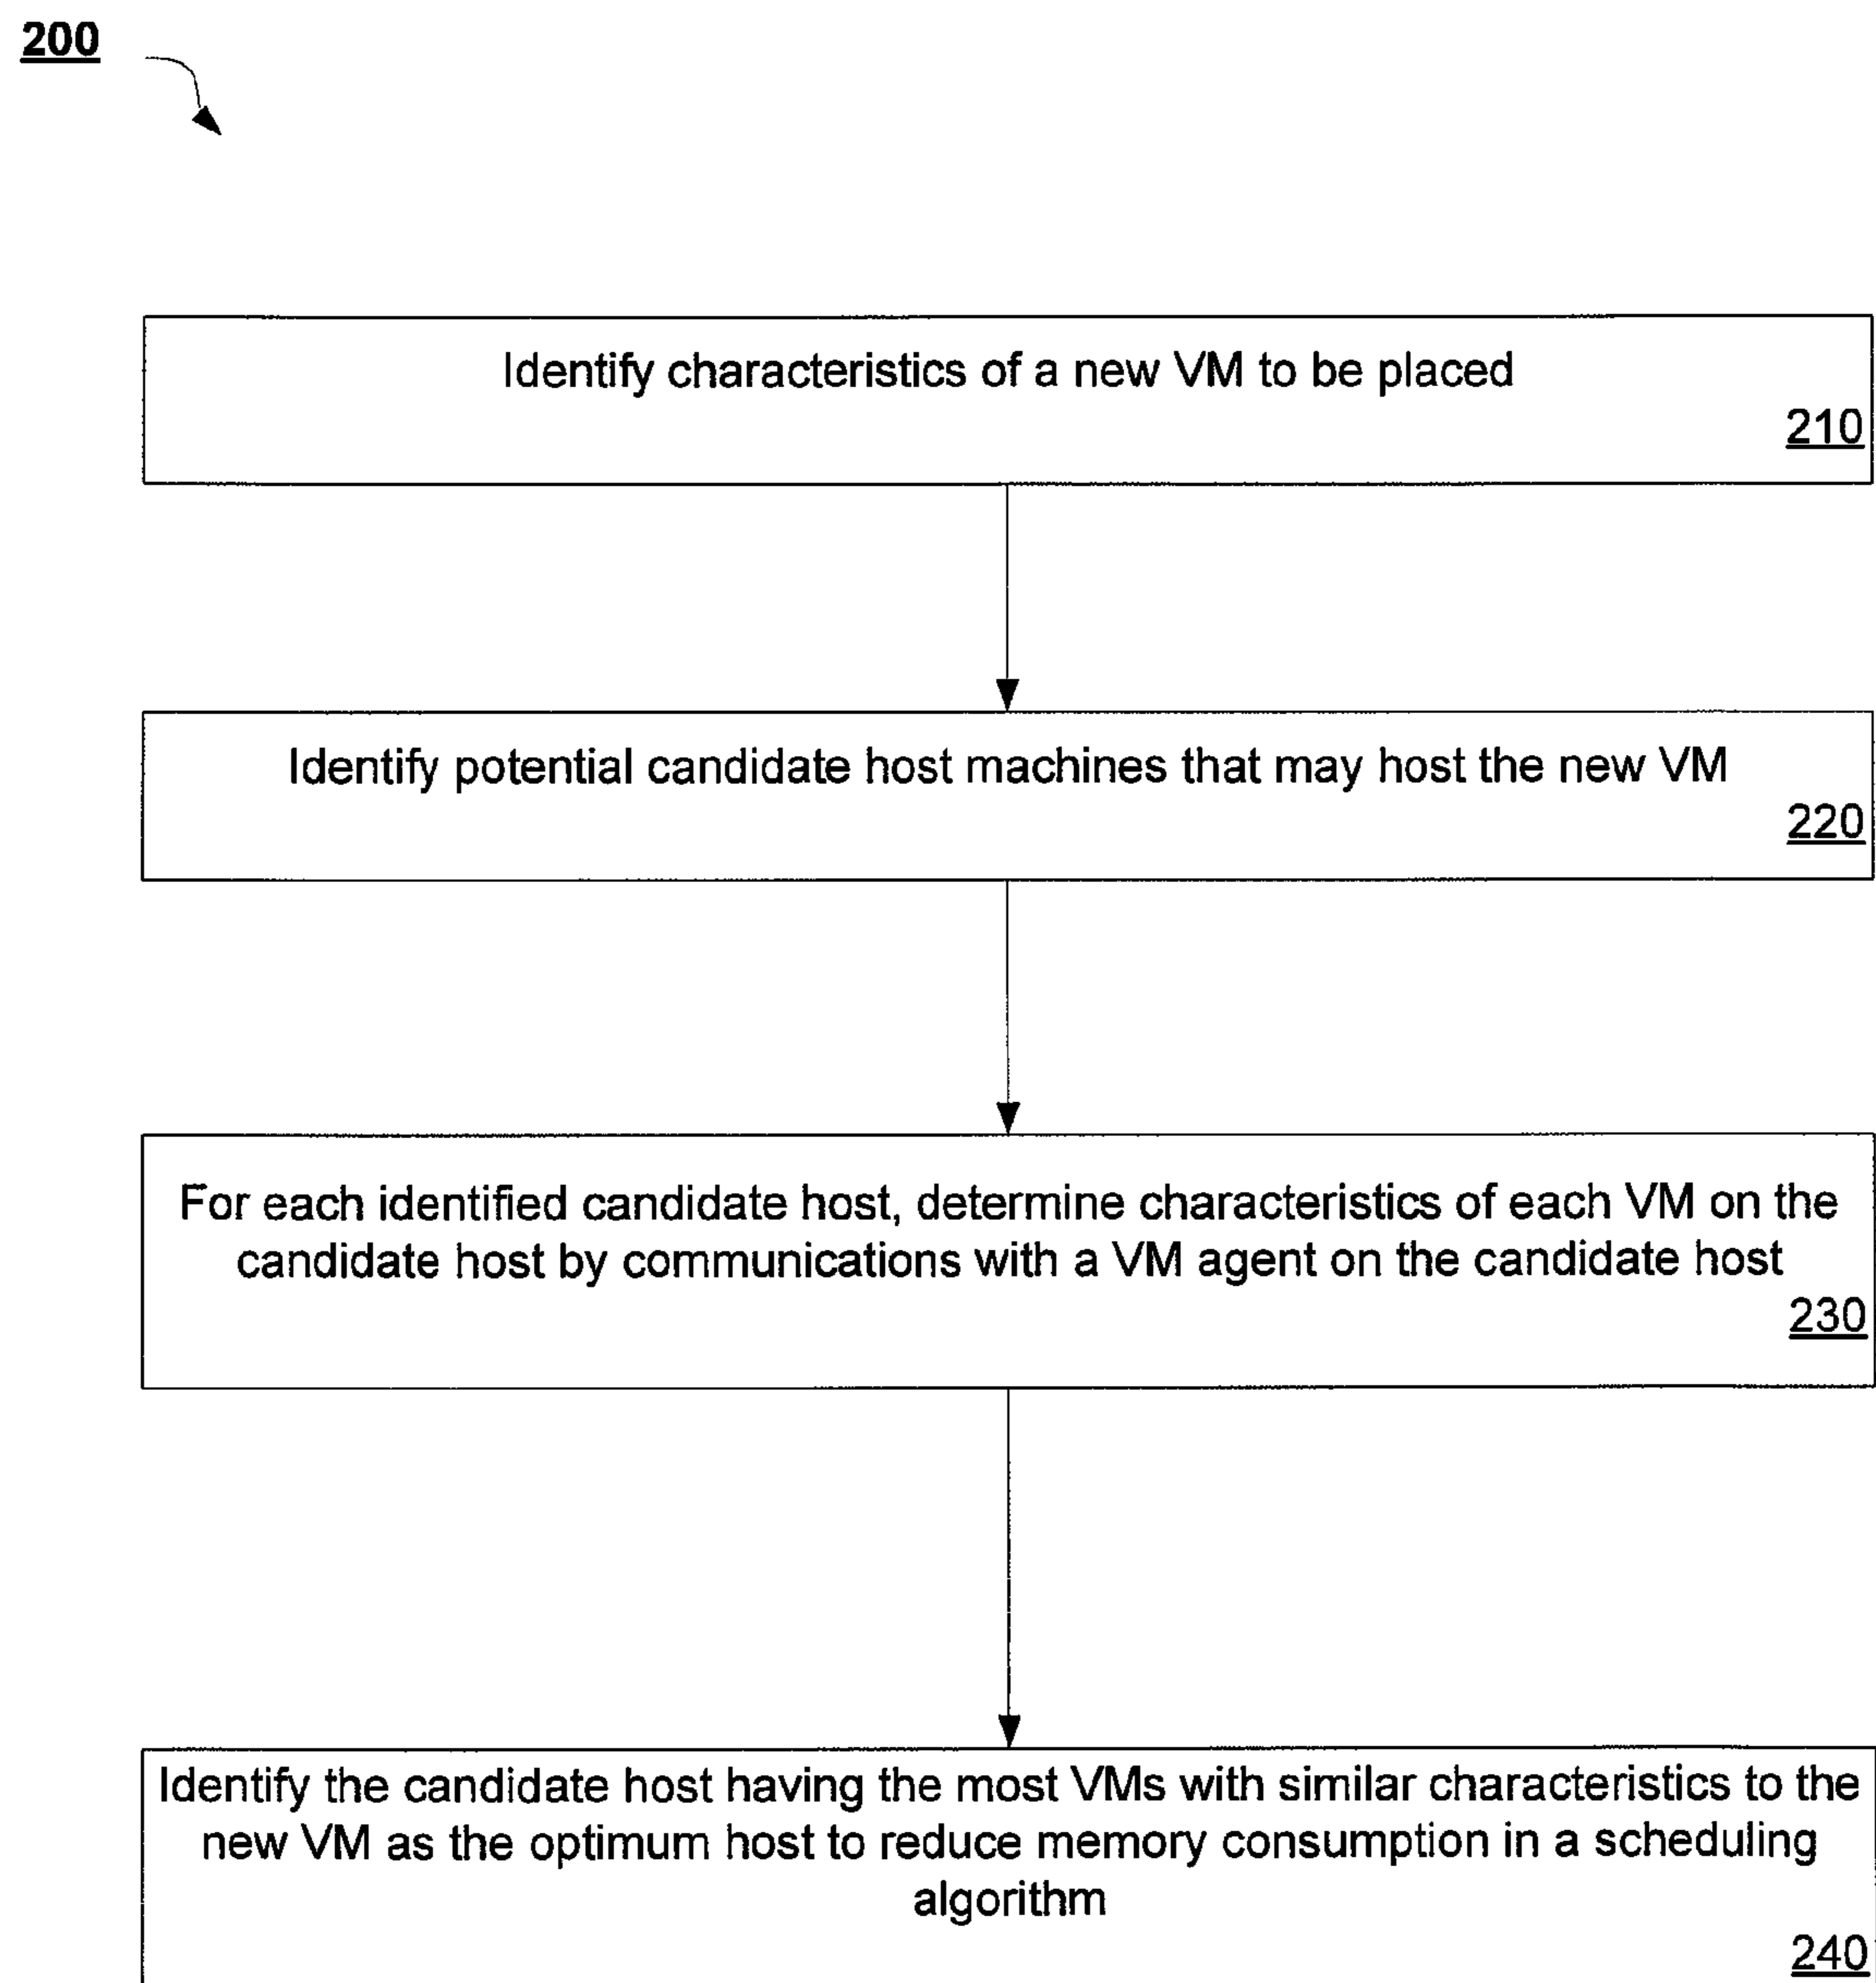 200
Identify characteristics of a new VM to be placed
210
Identify potential candidate host machines that may host the new VM
220
For each identified candidate host, determine characteristics of each VM on the
candidate host by communications with a VM agent on the candidate host
230
Identify the candidate host having the most VMs with similar characteristics to the
new VM as the optimum host to reduce memory consumption in a scheduling
algorithm
240